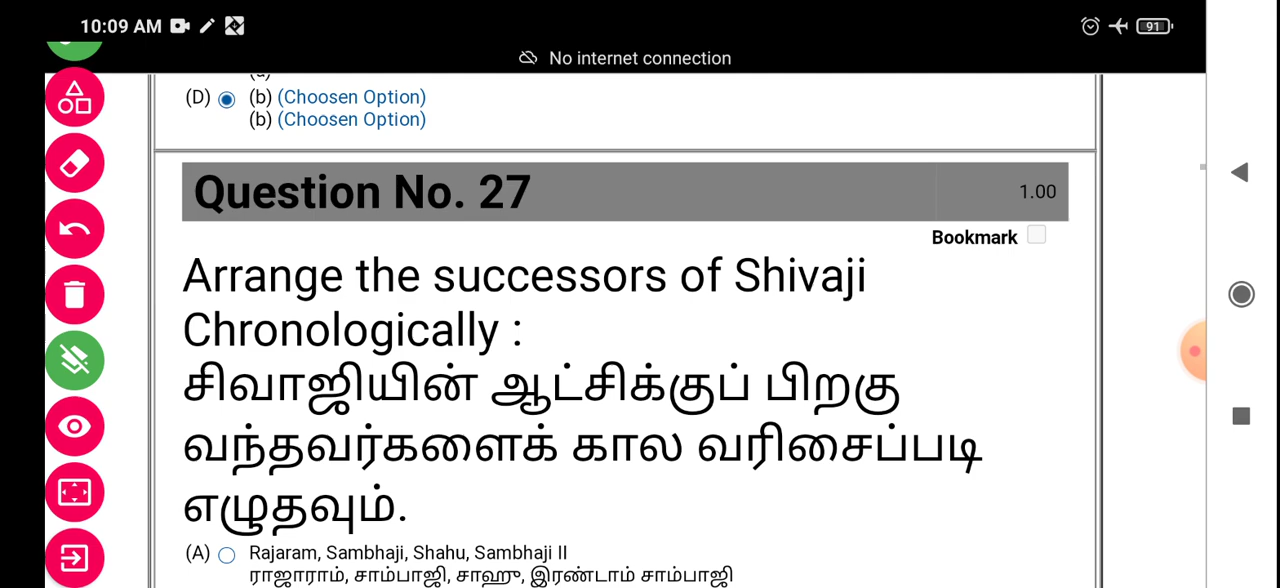 10:09 AM
91
No internet connection
(D) (b) (Choosen Option)
(b) (Choosen Option)
Question No. 27 1.00
Bookmark
Arrange the successors of Shivaji
Chronologically :
சிவாஜியின் ஆட்சிக்குப் பிறகு
வந்தவர்களைக் கால வரிசைப்படி
எழுதவும்.
(A) Rajaram, Sambhaji, Shahu, Sambhaji II
ராஜாராம், சாம்பாஜி, சாஹு, இரண்டாம் சாம்பாஜி